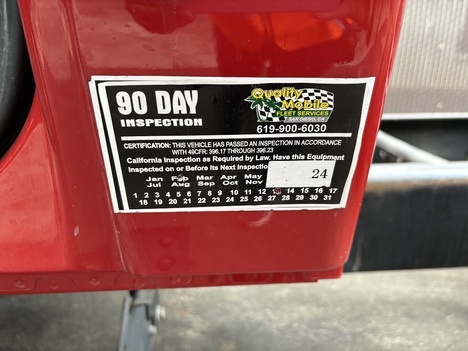 90 DAY
INSPECTION
Quality
Mobile
FLEET SERVICES
SAN DIEGO, CA
619-900-6030
CERTIFICATION: THIS VEHICLE HAS PASSED AN INSPECTION IN ACCORDANCE
WITH 49CFR: 396.17 THROUGH 396.23
California Inspection as Required by Law. Have this Equipment
Inspected on or Before Its Next Inspection
Jan Feb Mar Apr May
Jul Aug Sep Oct Nov
24
1 2 3 4 5 6 7 8 9 10 11 12 13 14 15 16 17
18 19 20 21 22 23 24 25 26 27 28 29 30 31